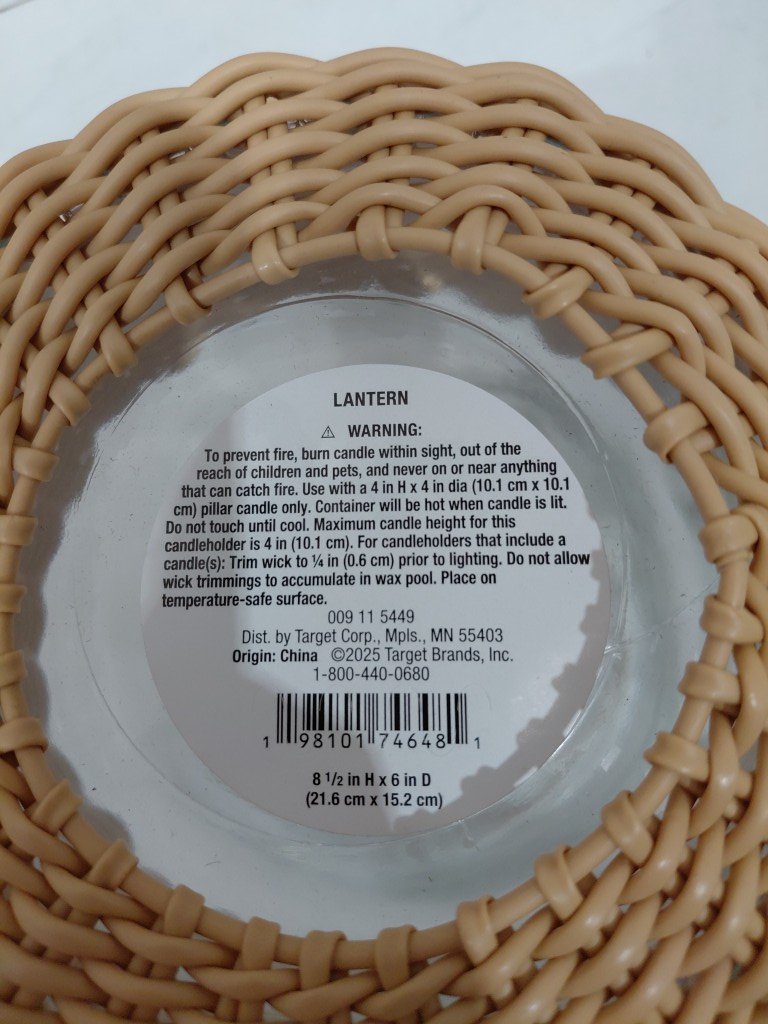 LANTERN
⚠ WARNING:
To prevent fire, burn candle within sight, out of the
reach of children and pets, and never on or near anything
that can catch fire. Use with a 4 in H x 4 in dia (10.1 cm x 10.1
cm) pillar candle only. Container will be hot when candle is lit.
Do not touch until cool. Maximum candle height for this
candleholder is 4 in (10.1 cm). For candleholders that include a
candle(s): Trim wick to ¼ in (0.6 cm) prior to lighting. Do not allow
wick trimmings to accumulate in wax pool. Place on
temperature-safe surface.
009 11 5449
Dist. by Target Corp., Mpls., MN 55403
Origin: China ©2025 Target Brands, Inc.
1-800-440-0680
1 98101 74648 1
8 1/2 in H x 6 in D
(21.6 cm x 15.2 cm)